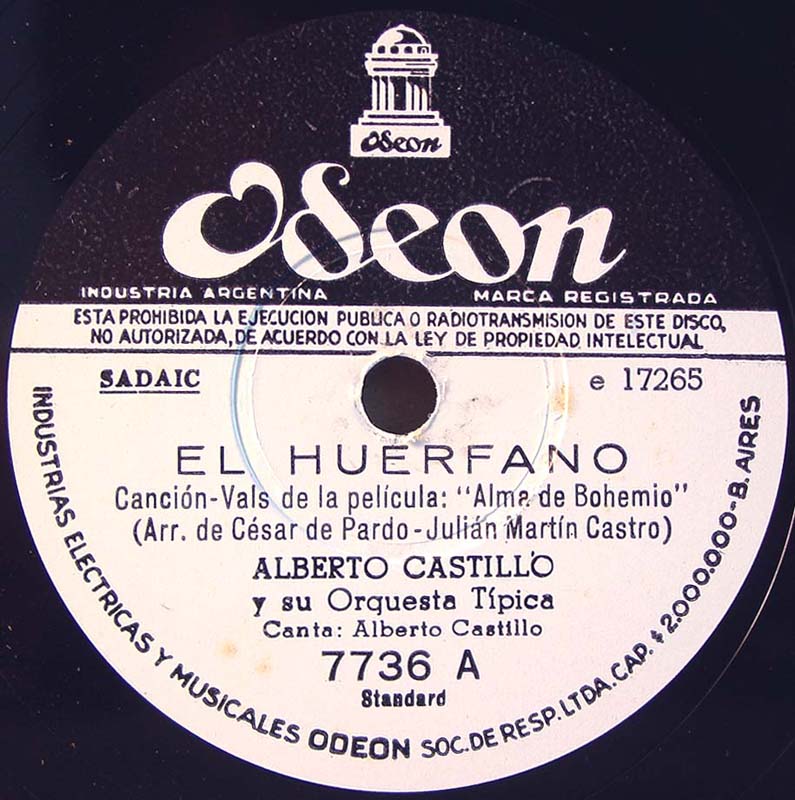 Odeon
Odeon
INDUSTRIA ARGENTINA
MARCA REGISTRADA
ESTA PROHIBIDA LA EJECUCION PUBLICA O RADIOTRANSMISION DE ESTE DISCO,
NO AUTORIZADA, DE ACUERDO CON LA LEY DE PROPIEDAD INTELECTUAL
SADAIC
e 17265
EL HUERFANO
Canción-Vals de la película: "Alma de Bohemio"
(Arr. de César de Pardo-Julián Martín Castro)
ALBERTO CASTILLO
y su Orquesta Típica
Canta: Alberto Castillo
7736 A
Standard
INDUSTRIAS ELECTRICAS Y MUSICALES ODEON SOC. DE RESP. LTDA. CAP. $ 2.000.000-B. AIRES